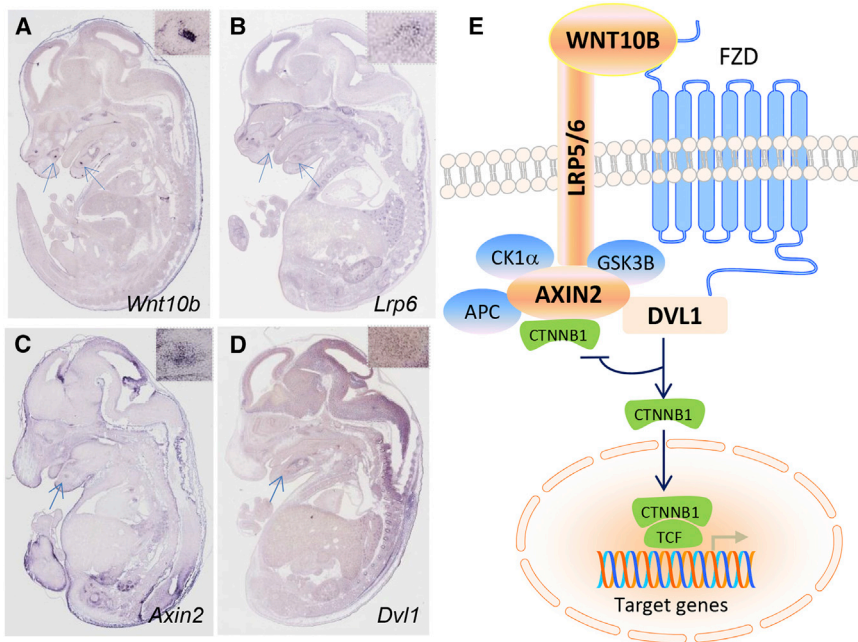 A
Wnt10b
B
Lrp6
C
Axin2
D
Dvl1
E
WNT10B
FZD
LRP5/6
CK1α
GSK3B
AXIN2
APC
DVL1
CTNNB1
CTNNB1
CTNNB1
TCF
Target genes